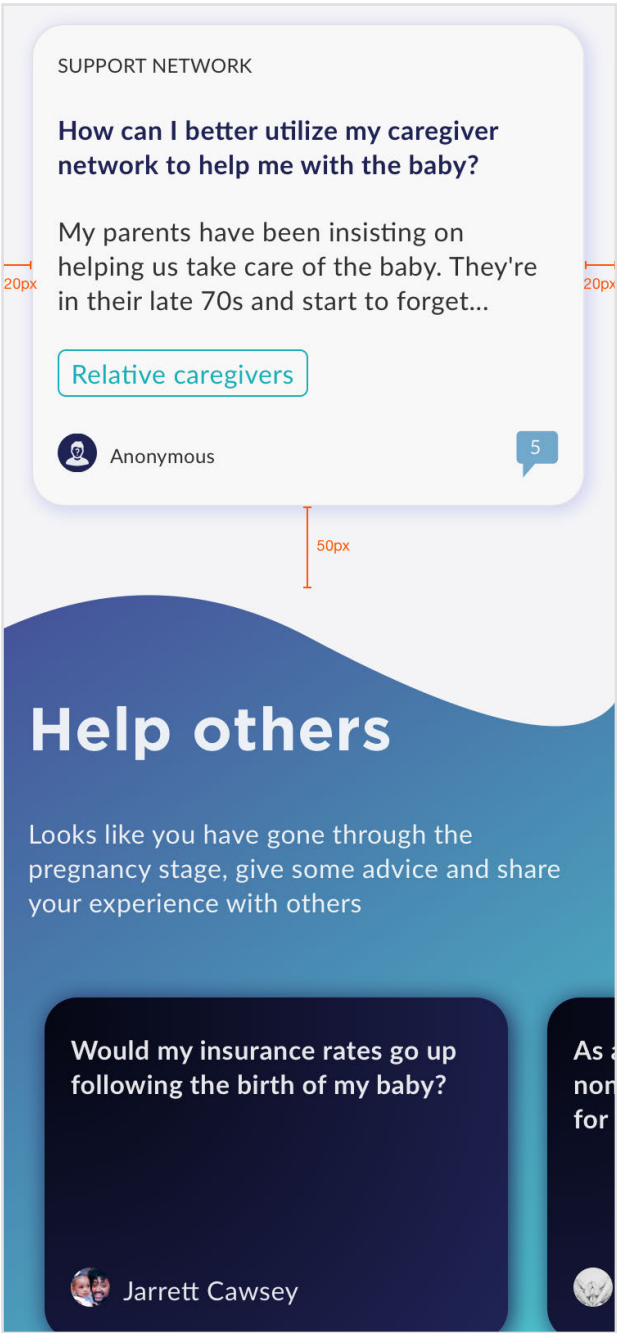 SUPPORT NETWORK
How can I better utilize my caregiver
network to help me with the baby?
My parents have been insisting on
helping us take care of the baby. They're
in their late 70s and start to forget...
20px
20px
Relative caregivers
Anonymous
5
50px
Help others
Looks like you have gone through the
pregnancy stage, give some advice and share
your experience with others
Would my insurance rates go up
following the birth of my baby?
Jarrett Cawsey
As
for